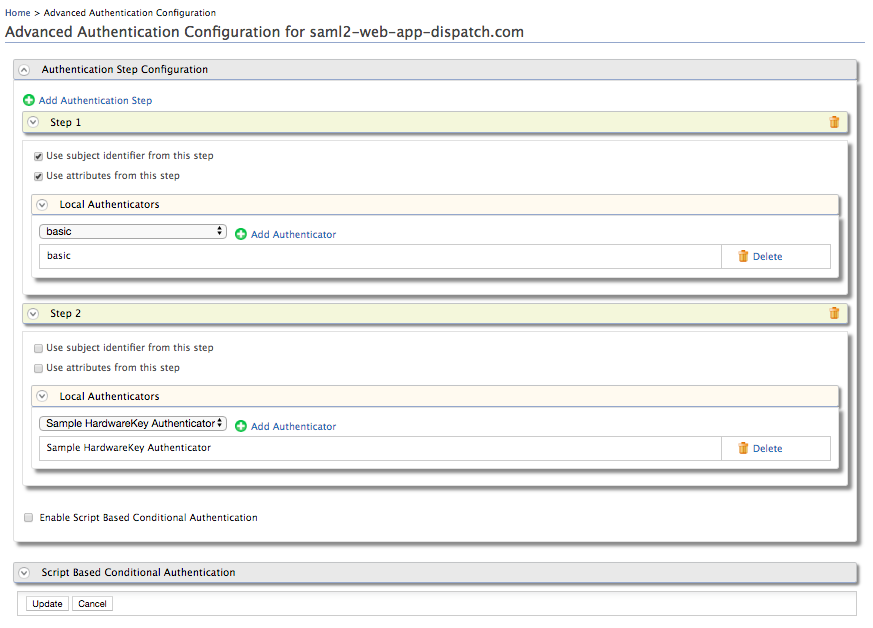 Home > Advanced Authentication Configuration
Advanced Authentication Configuration for saml2-web-app-dispatch.com
Authentication Step Configuration
Add Authentication Step
Step 1
Use subject identifier from this step
Use attributes from this step
Local Authenticators
basic Add Authenticator
basic Delete
Step 2
Use subject identifier from this step
Use attributes from this step
Local Authenticators
Sample HardwareKey Authenticator Add Authenticator
Sample HardwareKey Authenticator Delete
Enable Script Based Conditional Authentication
Script Based Conditional Authentication
Update Cancel